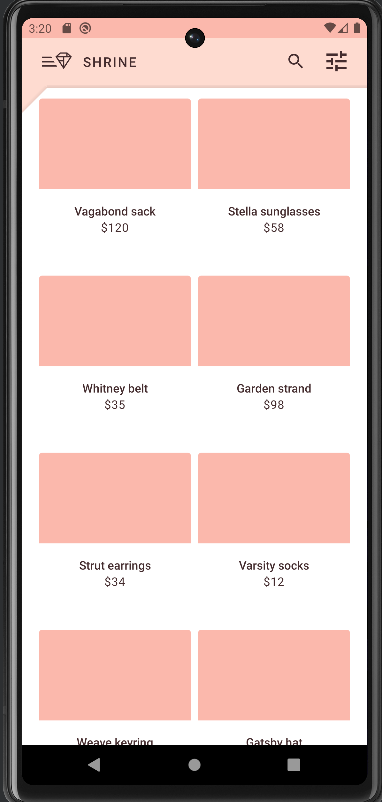 3:20
SHRINE
Vagabond sack Stella sunglasses
$120 $58
Whitney belt Garden strand
$35 $98
Strut earrings Varsity socks
$34 $12
Weave keyring Gatsby hat